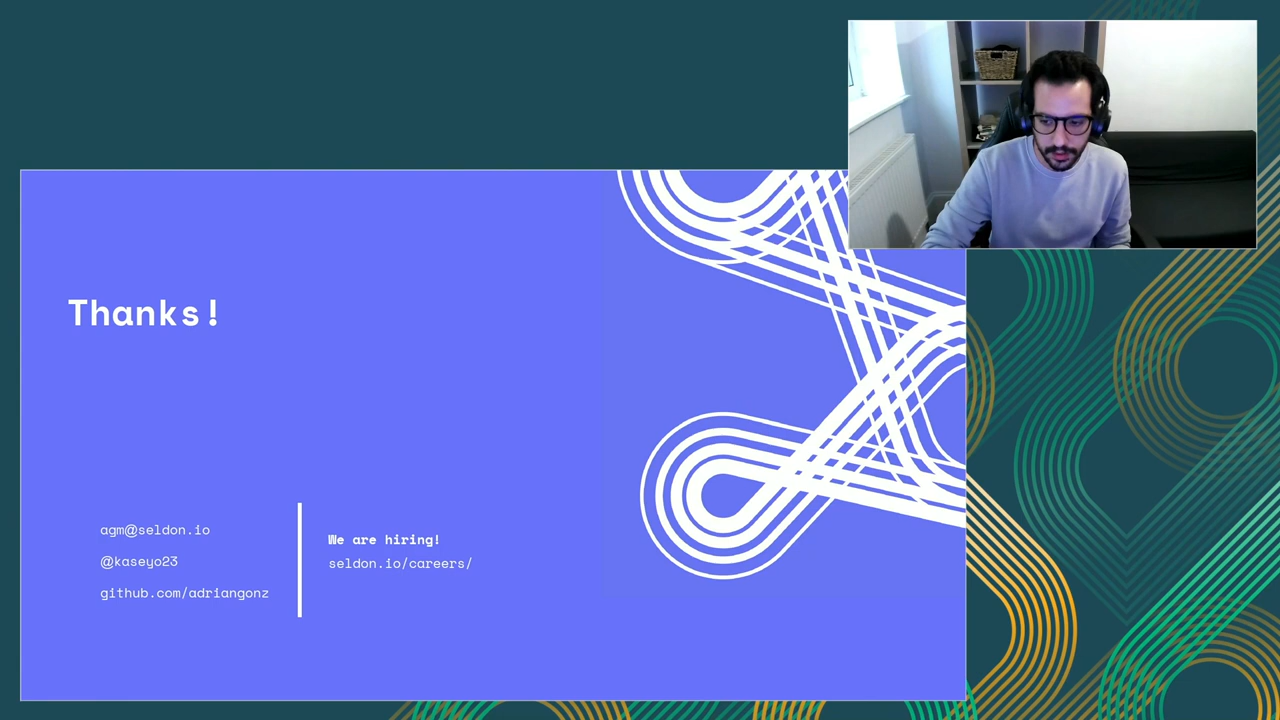 Thanks!
agm@seldon.io
@kaseyo23
github.com/adriangonz
We are hiring!
seldon.io/careers/